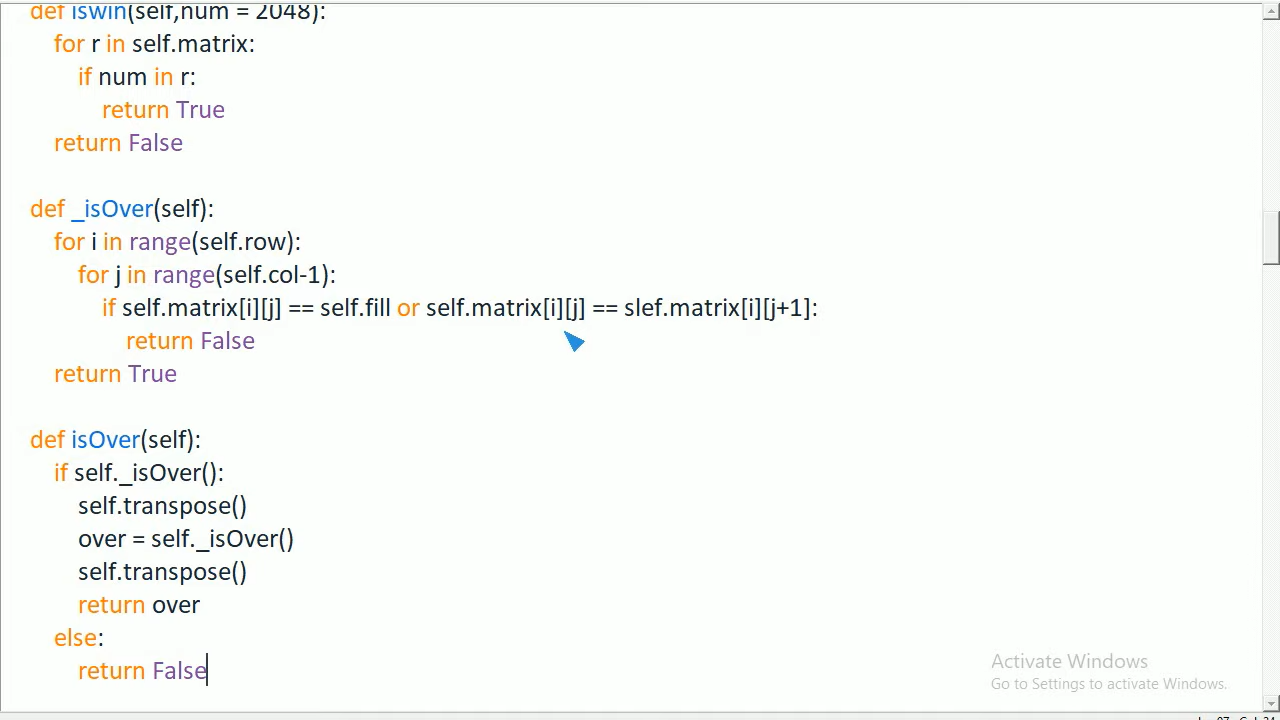 def iswin(self,num = 2048):
for r in self.matrix:
if num in r:
return True
return False
def _isOver(self):
for i in range(self.row):
for j in range(self.col-1):
if self.matrix[i][j] == self.fill or self.matrix[i][j] == slef.matrix[i][j+1]:
return False
return True
def isOver(self):
if self._isOver():
self.transpose()
over = self._isOver()
self.transpose()
return over
else:
return False
Activate Windows
Go to Settings to activate Windows.